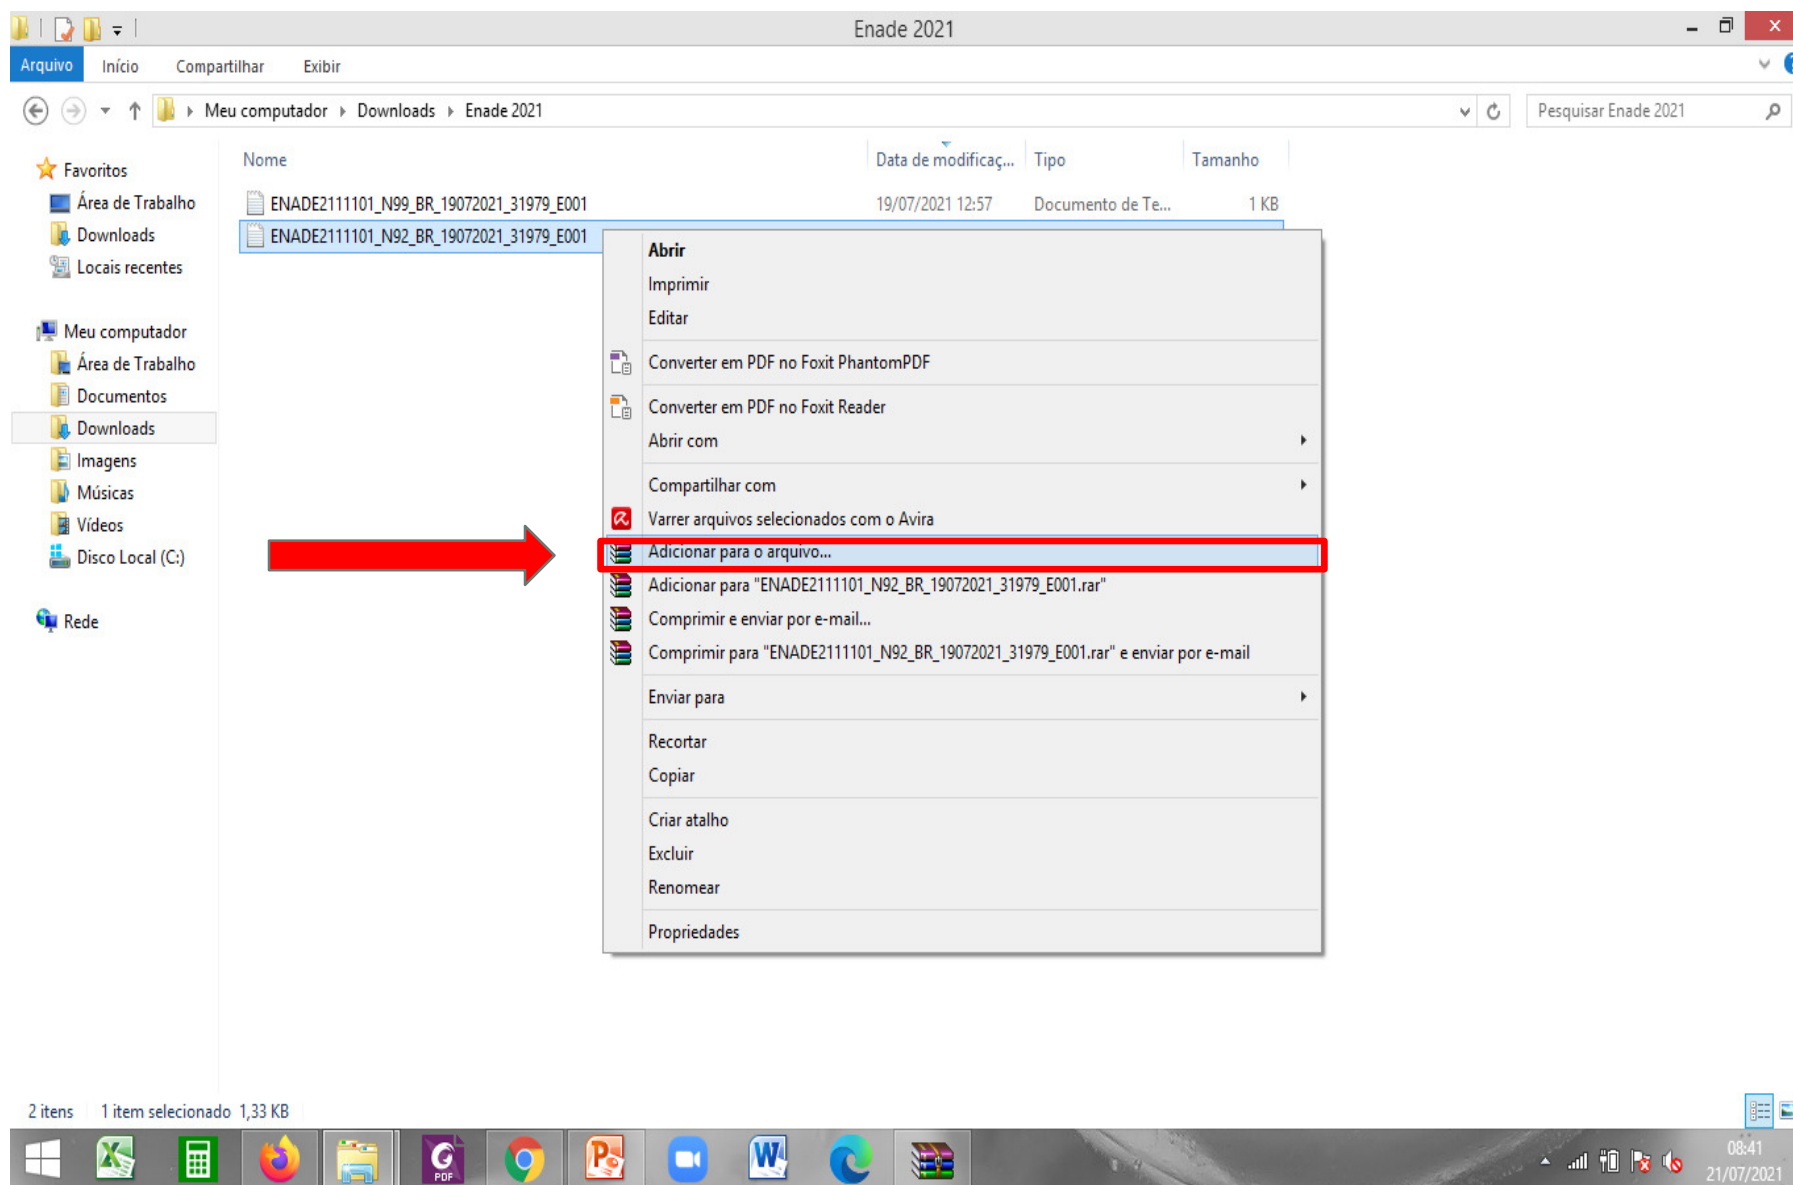 Enade 2021
Arquivo Início Compartilhar Exibir
Meu computador Downloads Enade 2021 Pesquisar Enade 2021
Nome Data de modificaç... Tipo Tamanho
Favoritos
Área de Trabalho
Downloads
Locais recentes
Meu computador
Área de Trabalho
Documentos
Downloads
Imagens
Músicas
Vídeos
Disco Local (C:)
Rede
ENADE2111101_N99_BR_19072021_31979_E001 19/07/2021 12:57 Documento de Te... 1 KB
ENADE2111101_N92_BR_19072021_31979_E001
Abrir
Imprimir
Editar
Converter em PDF no Foxit PhantomPDF
Converter em PDF no Foxit Reader
Abrir com
Compartilhar com
Varrer arquivos selecionados com o Avira
Adicionar para o arquivo...
Adicionar para "ENADE2111101_N92_BR_19072021_31979_E001.rar"
Comprimir e enviar por e-mail...
Comprimir para "ENADE2111101_N92_BR_19072021_31979_E001.rar" e enviar por e-mail
Enviar para
Recortar
Copiar
Criar atalho
Excluir
Renomear
Propriedades
2 itens 1 item selecionado 1,33 KB
PDF
08:41
21/07/2021